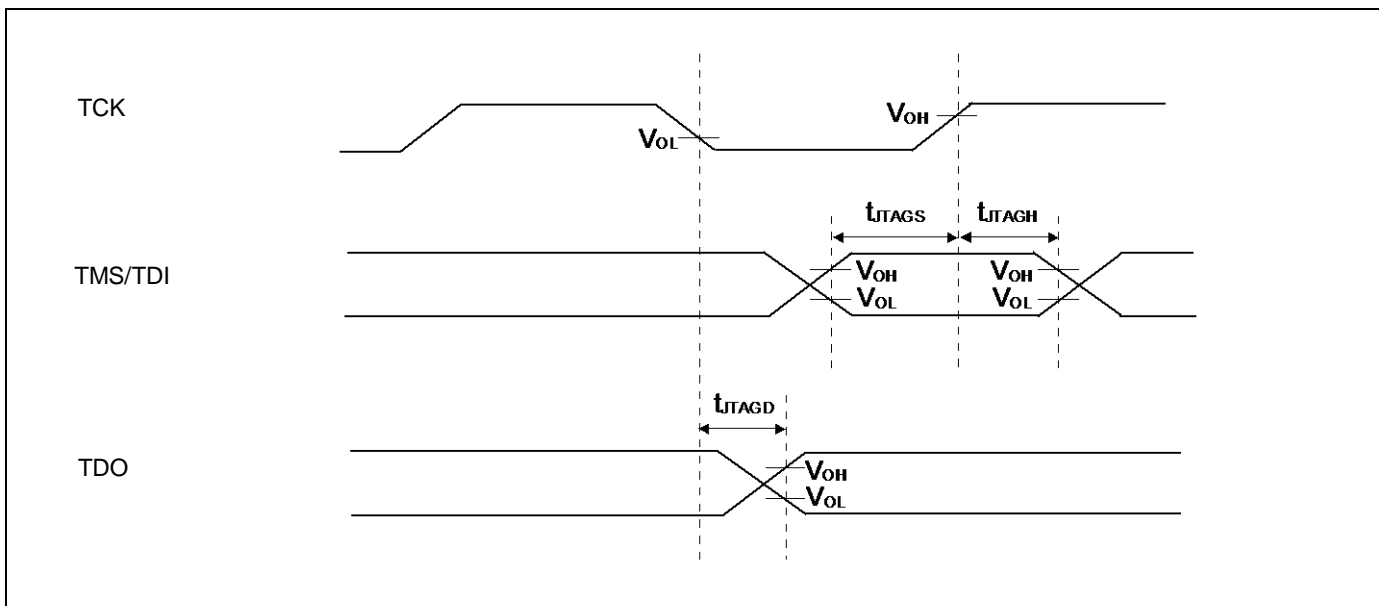 TCK
VOL
VOH
tJTAGS
tJTAGH
TMS/TDI
VOH
VOH
VOL
VOL
tJTAGD
TDO
VOH
VOL